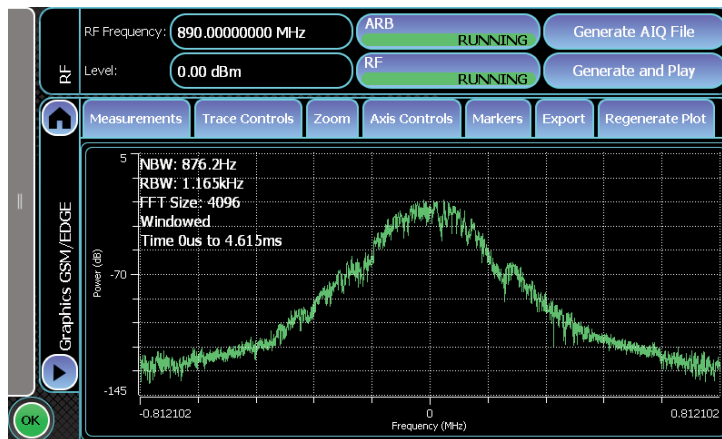 RF
RF Frequency: 890.00000000 MHz
ARB
RUNNING
Generate AIQ File
Level: 0.00 dBm
RF
RUNNING
Generate and Play
Measurements Trace Controls Zoom Axis Controls Markers Export Regenerate Plot
Graphics GSM/EDGE
5
NBW: 876.2Hz
RBW: 1.165kHz
FFT Size: 4096
Windowed
Time 0us to 4.615ms
Power (dB)
-70
-145
-0.812102 0 0.812102
Frequency (MHz)
OK